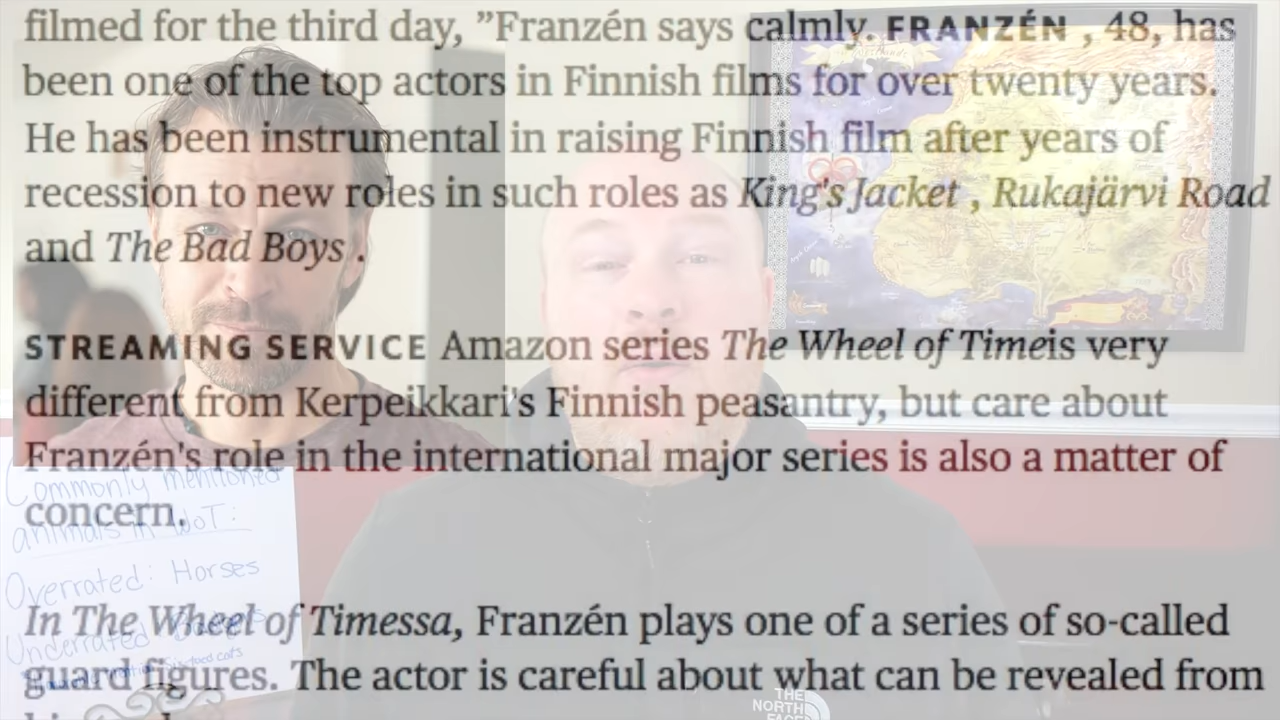 filmed for the third day, ”Franzén says calmly. FRANZÉN , 48, has
been one of the top actors in Finnish films for over twenty years.
He has been instrumental in raising Finnish film after years of
recession to new roles in such roles as King's Jacket , Rukajärvi Road
and The Bad Boys .
STREAMING SERVICE Amazon series The Wheel of Timeis very
different from Kerpeikkari's Finnish peasantry, but care about
Franzén's role in the international major series is also a matter of
concern.
In The Wheel of Timessa, Franzén plays one of a series of so-called
guard figures. The actor is careful about what can be revealed from
Commonly mentioned
animals in WoT:
Overrated: Horses
Underrated:
THE
NORTH
FACE